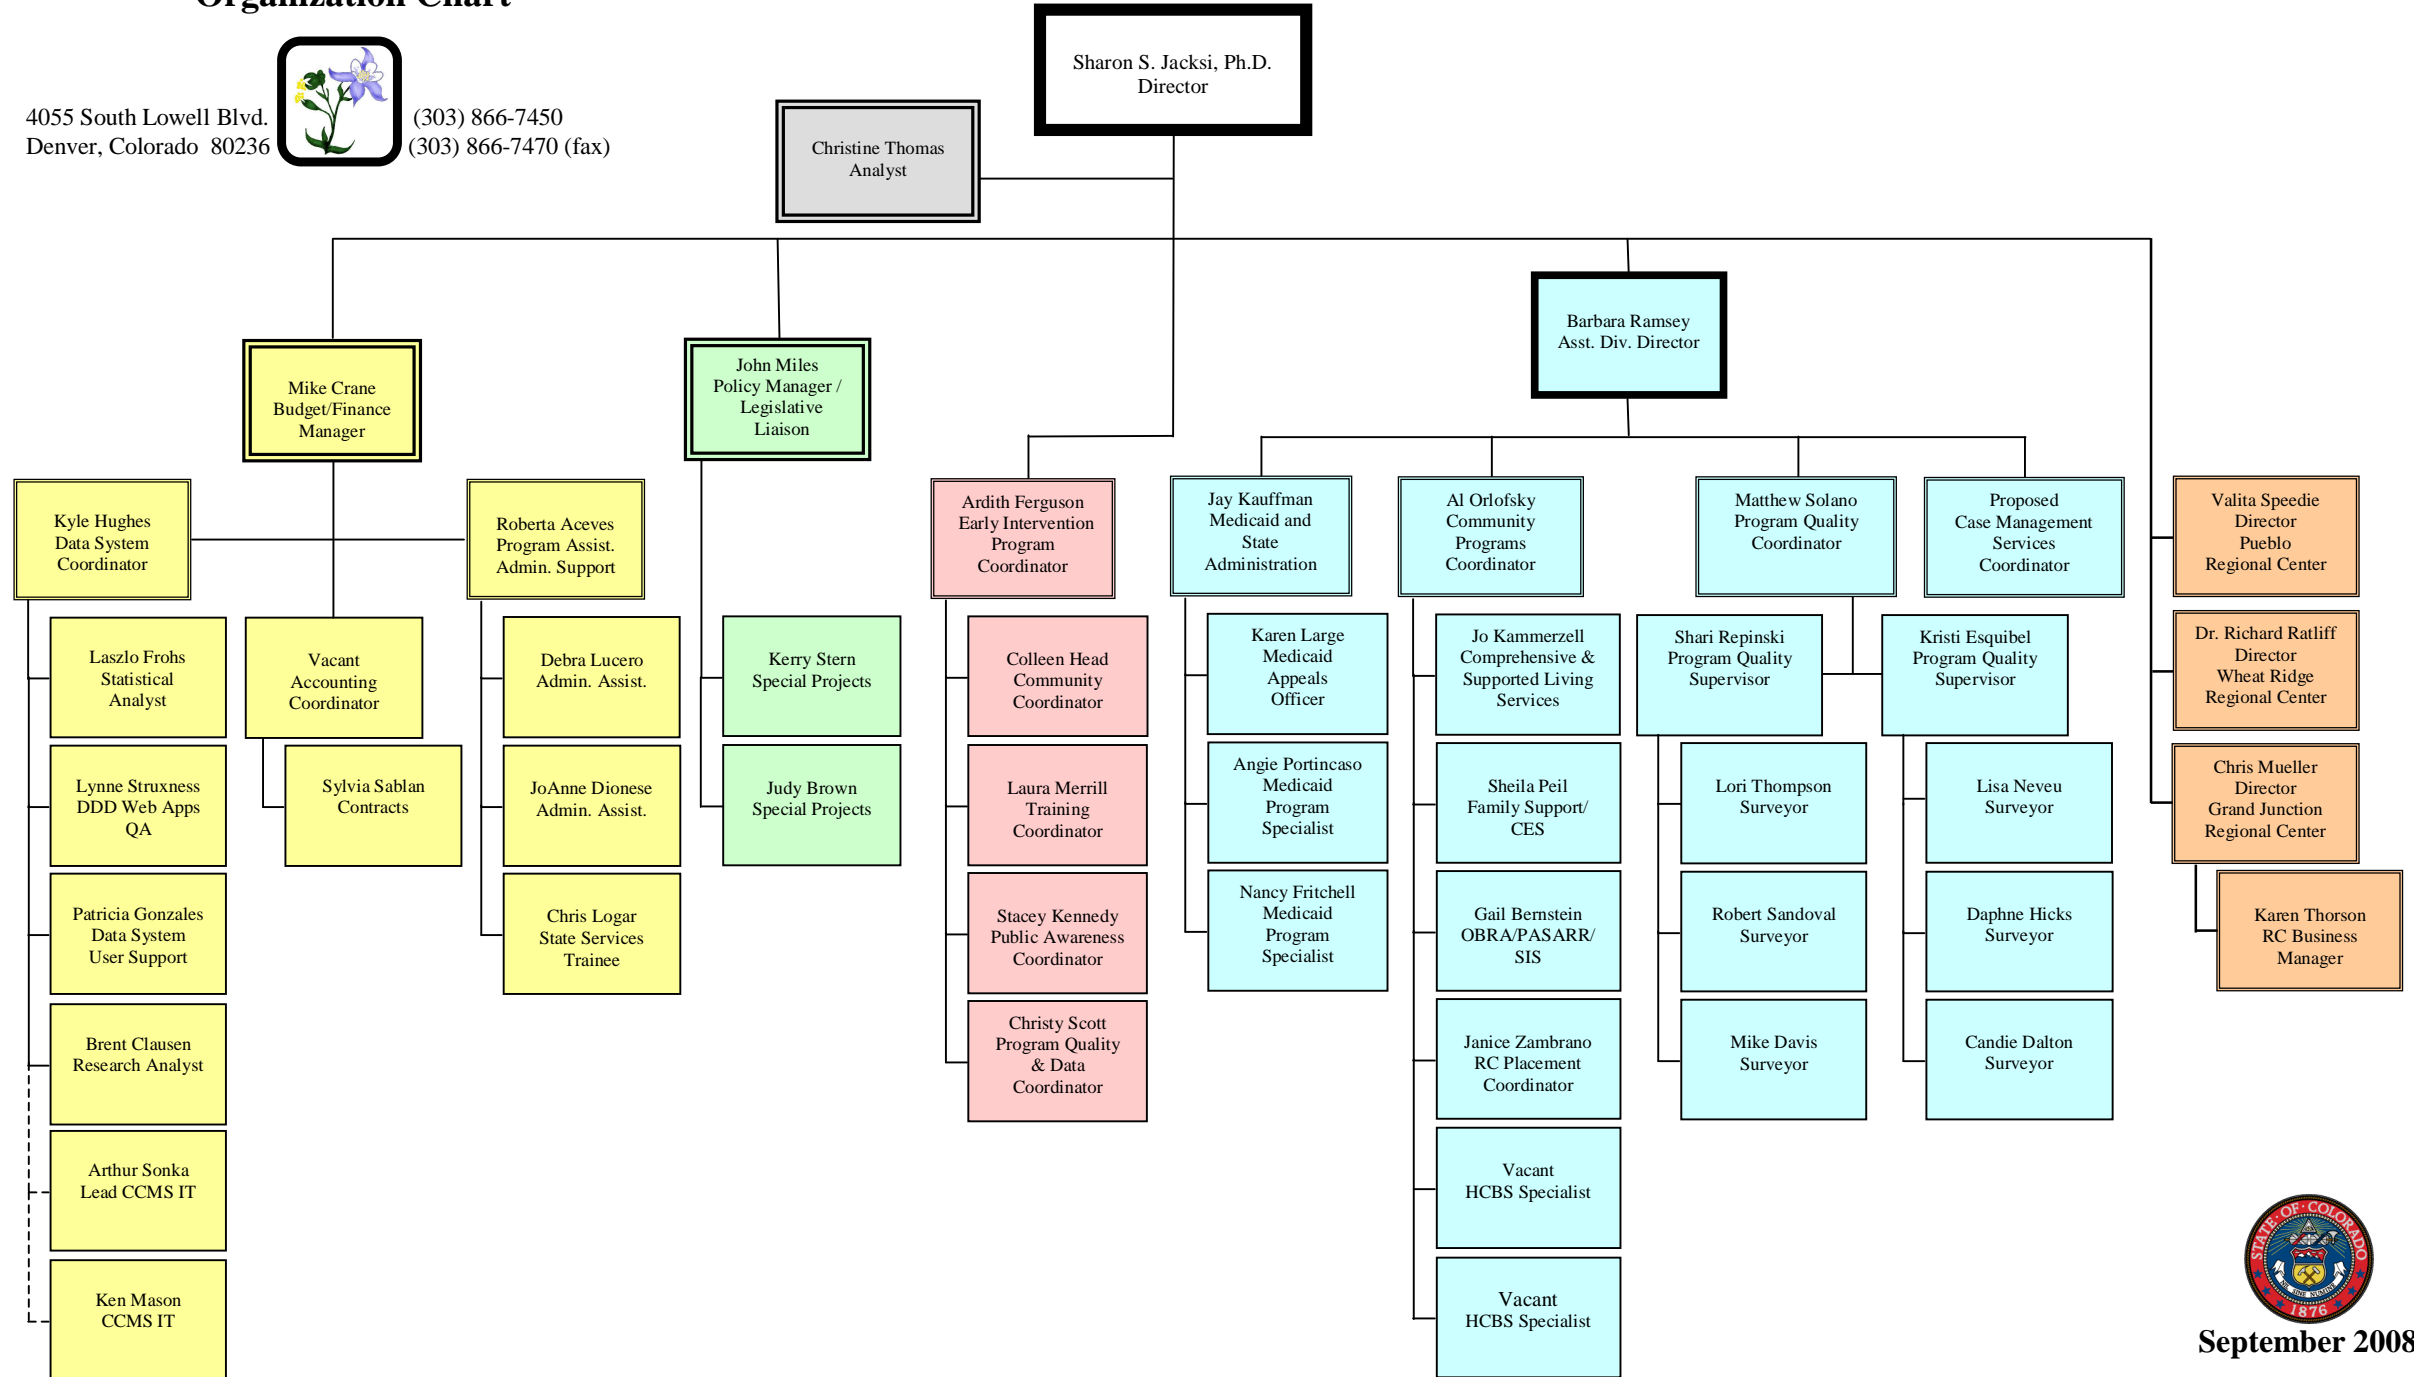 Organization Chart
4055 South Lowell Blvd.
Denver, Colorado 80236
(303) 866-7450
(303) 866-7470 (fax)
Sharon S. Jacksi, Ph.D.
Director
Christine Thomas
Analyst
Mike Crane
Budget/Finance
Manager
John Miles
Policy Manager /
Legislative
Liaison
Barbara Ramsey
Asst. Div. Director
Kyle Hughes
Data System
Coordinator
Roberta Aceves
Program Assist.
Admin. Support
Ardith Ferguson
Early Intervention
Program
Coordinator
Jay Kauffman
Medicaid and
State
Administration
Al Orlofsky
Community
Programs
Coordinator
Matthew Solano
Program Quality
Coordinator
Proposed
Case Management
Services
Coordinator
Valita Speedie
Director
Pueblo
Regional Center
Laszlo Frohs
Statistical
Analyst
Vacant
Accounting
Coordinator
Debra Lucero
Admin. Assist.
Kerry Stern
Special Projects
Colleen Head
Community
Coordinator
Karen Large
Medicaid
Appeals
Officer
Jo Kammerzell
Comprehensive &
Supported Living
Services
Shari Repinski
Program Quality
Supervisor
Kristi Esquibel
Program Quality
Supervisor
Dr. Richard Ratliff
Director
Wheat Ridge
Regional Center
Lynne Struxness
DDD Web Apps
QA
Sylvia Sablan
Contracts
JoAnne Dionese
Admin. Assist.
Judy Brown
Special Projects
Laura Merrill
Training
Coordinator
Angie Portincaso
Medicaid
Program
Specialist
Sheila Peil
Family Support/
CES
Lori Thompson
Surveyor
Lisa Neveu
Surveyor
Chris Mueller
Director
Grand Junction
Regional Center
Patricia Gonzales
Data System
User Support
Chris Logar
State Services
Trainee
Stacey Kennedy
Public Awareness
Coordinator
Nancy Fritchell
Medicaid
Program
Specialist
Gail Bernstein
OBRA/PASARR/
SIS
Robert Sandoval
Surveyor
Daphne Hicks
Surveyor
Karen Thorson
RC Business
Manager
Brent Clausen
Research Analyst
Christy Scott
Program Quality
& Data
Coordinator
Janice Zambrano
RC Placement
Coordinator
Mike Davis
Surveyor
Candie Dalton
Surveyor
Arthur Sonka
Lead CCMS IT
Vacant
HCBS Specialist
Ken Mason
CCMS IT
Vacant
HCBS Specialist
STATE OF COLORADO
NIL SINE NUMINE
1876
September 2008